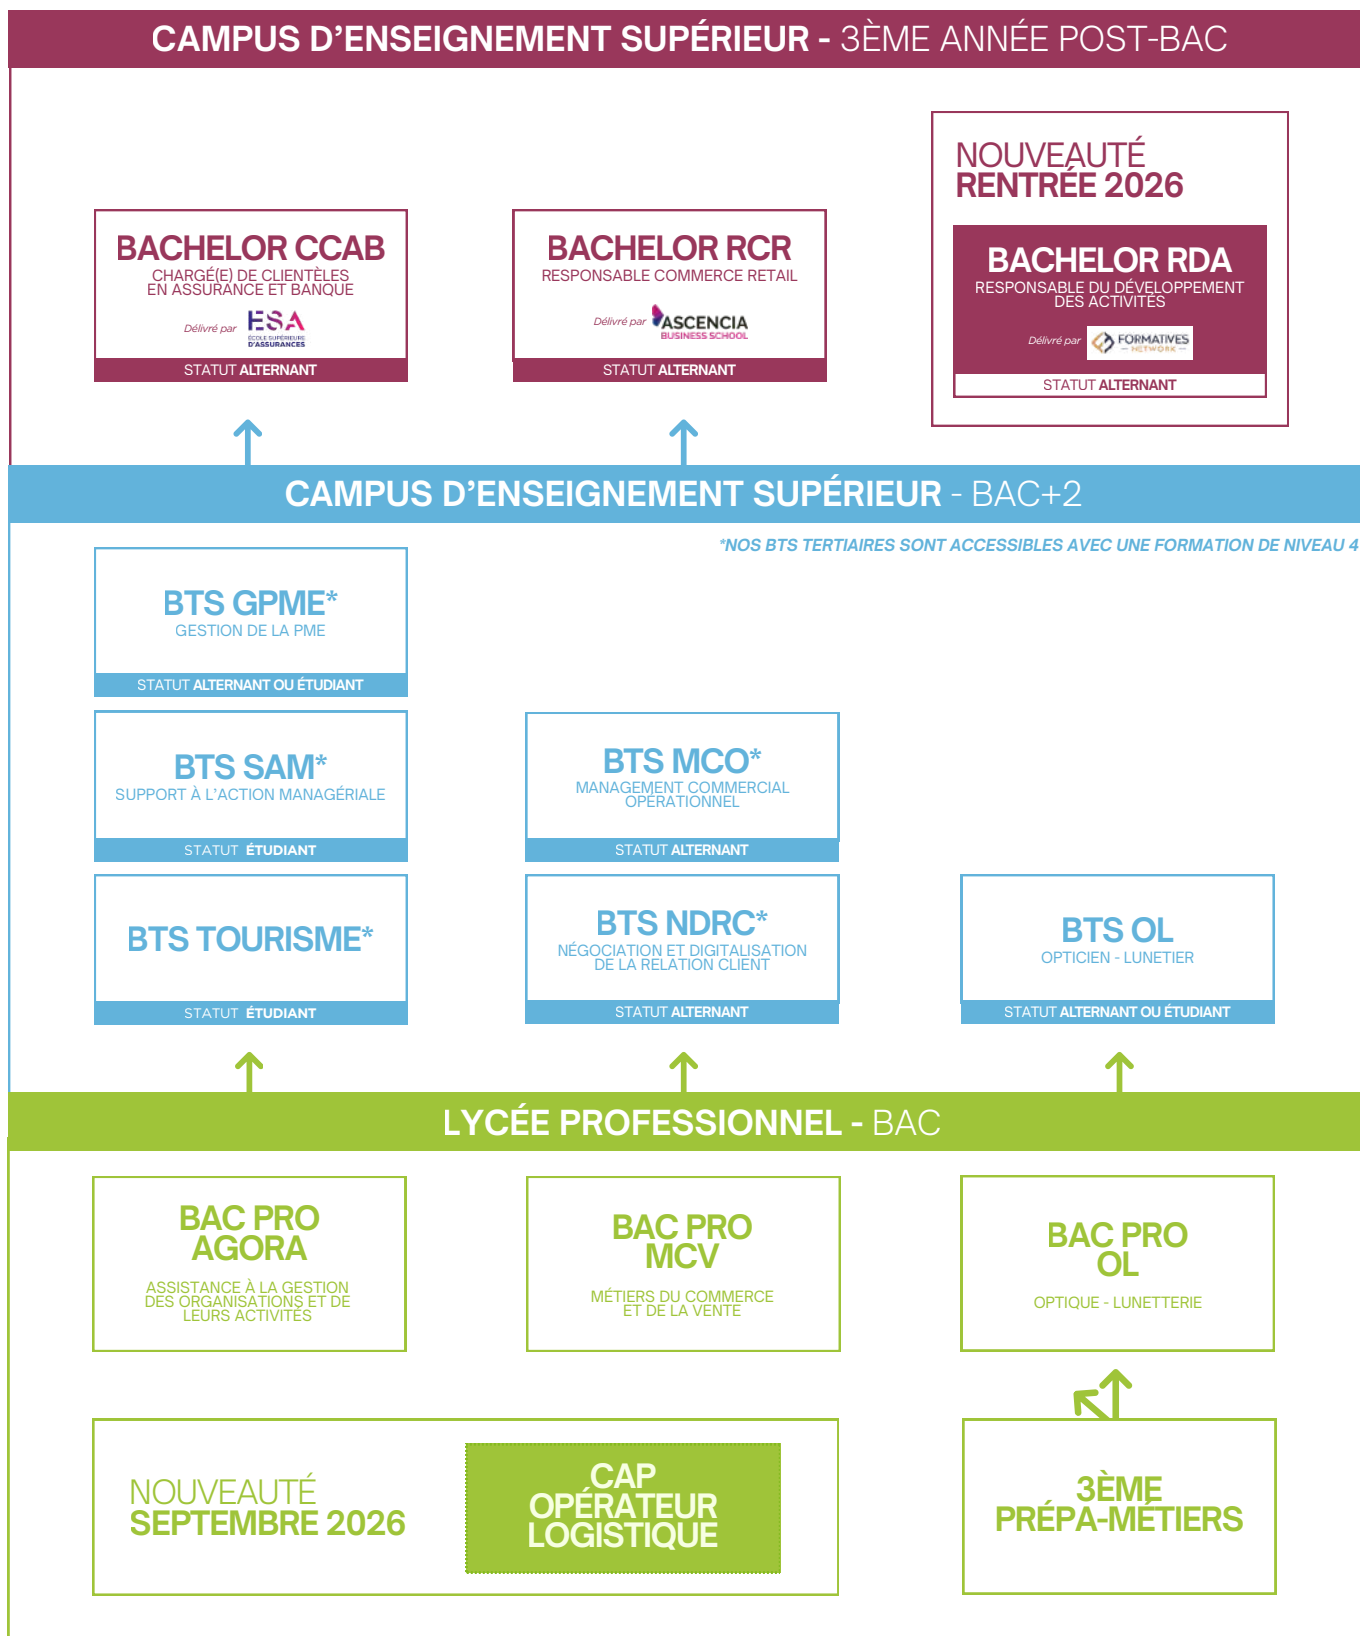 CAMPUS D’ENSEIGNEMENT SUPÉRIEUR - 3ÈME ANNÉE POST-BAC
NOUVEAUTÉ
RENTRÉE 2026
BACHELOR CCAB
CHARGÉ(E) DE CLIENTÈLES
EN ASSURANCE ET BANQUE
Délivré par
ESA
ÉCOLE SUPÉRIEURE
D'ASSURANCES
STATUT ALTERNANT
BACHELOR RCR
RESPONSABLE COMMERCE RETAIL
Délivré par
ASCENCIA
BUSINESS SCHOOL
STATUT ALTERNANT
BACHELOR RDA
RESPONSABLE DU DÉVELOPPEMENT
DES ACTIVITÉS
Délivré par
FORMATIVES
NETWORK
STATUT ALTERNANT
CAMPUS D’ENSEIGNEMENT SUPÉRIEUR - BAC+2
*NOS BTS TERTIAIRES SONT ACCESSIBLES AVEC UNE FORMATION DE NIVEAU 4
BTS GPME*
GESTION DE LA PME
STATUT ALTERNANT OU ÉTUDIANT
BTS SAM*
SUPPORT À L’ACTION MANAGÉRIALE
STATUT ÉTUDIANT
BTS MCO*
MANAGEMENT COMMERCIAL
OPÉRATIONNEL
STATUT ALTERNANT
BTS TOURISME*
STATUT ÉTUDIANT
BTS NDRC*
NÉGOCIATION ET DIGITALISATION
DE LA RELATION CLIENT
STATUT ALTERNANT
BTS OL
OPTICIEN - LUNETIER
STATUT ALTERNANT OU ÉTUDIANT
LYCÉE PROFESSIONNEL - BAC
BAC PRO
AGORA
ASSISTANCE À LA GESTION
DES ORGANISATIONS ET DE
LEURS ACTIVITÉS
BAC PRO
MCV
MÉTIERS DU COMMERCE
ET DE LA VENTE
BAC PRO
OL
OPTIQUE - LUNETTERIE
NOUVEAUTÉ
SEPTEMBRE 2026
CAP
OPÉRATEUR
LOGISTIQUE
3ÈME
PRÉPA-MÉTIERS